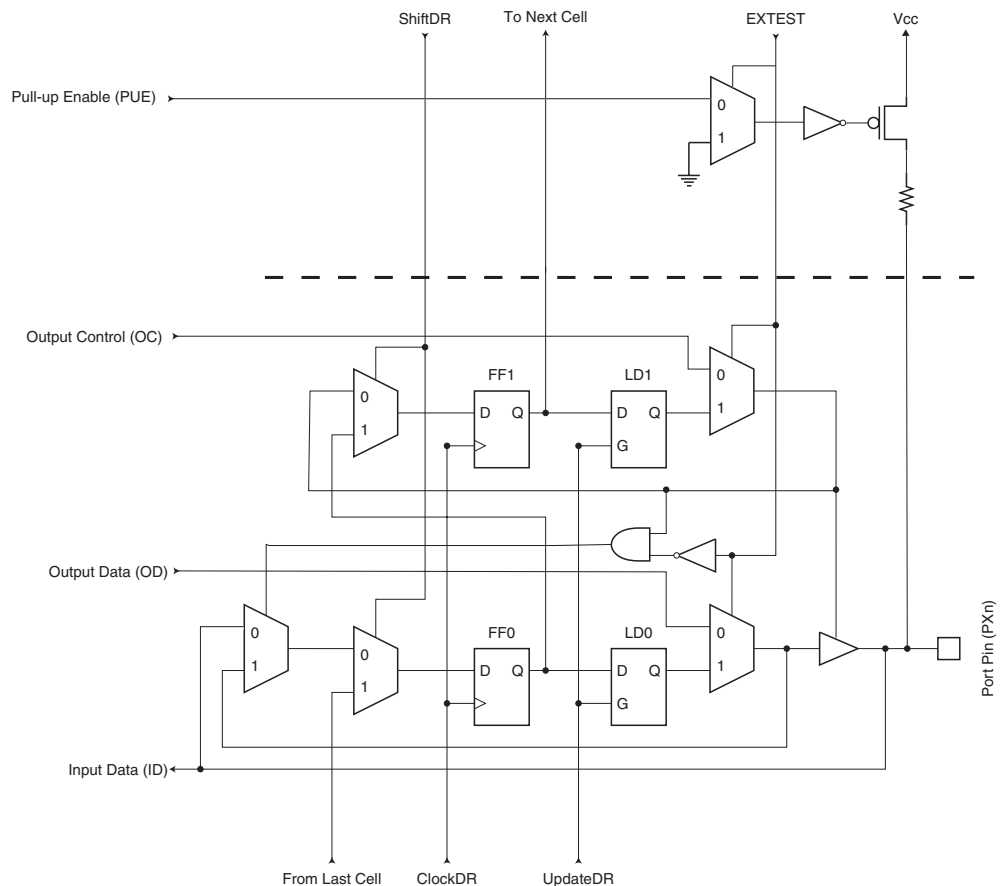 ShiftDR
To Next Cell
EXTEST
Vcc
Pull-up Enable (PUE)
0
1
Output Control (OC)
FF1
LD1
0
0
D Q
D Q
1
1
G
Output Data (OD)
Port Pin (PXn)
FF0
LD0
0
0
0
1
D Q
D Q
1
1
G
Input Data (ID)
From Last Cell
ClockDR
UpdateDR